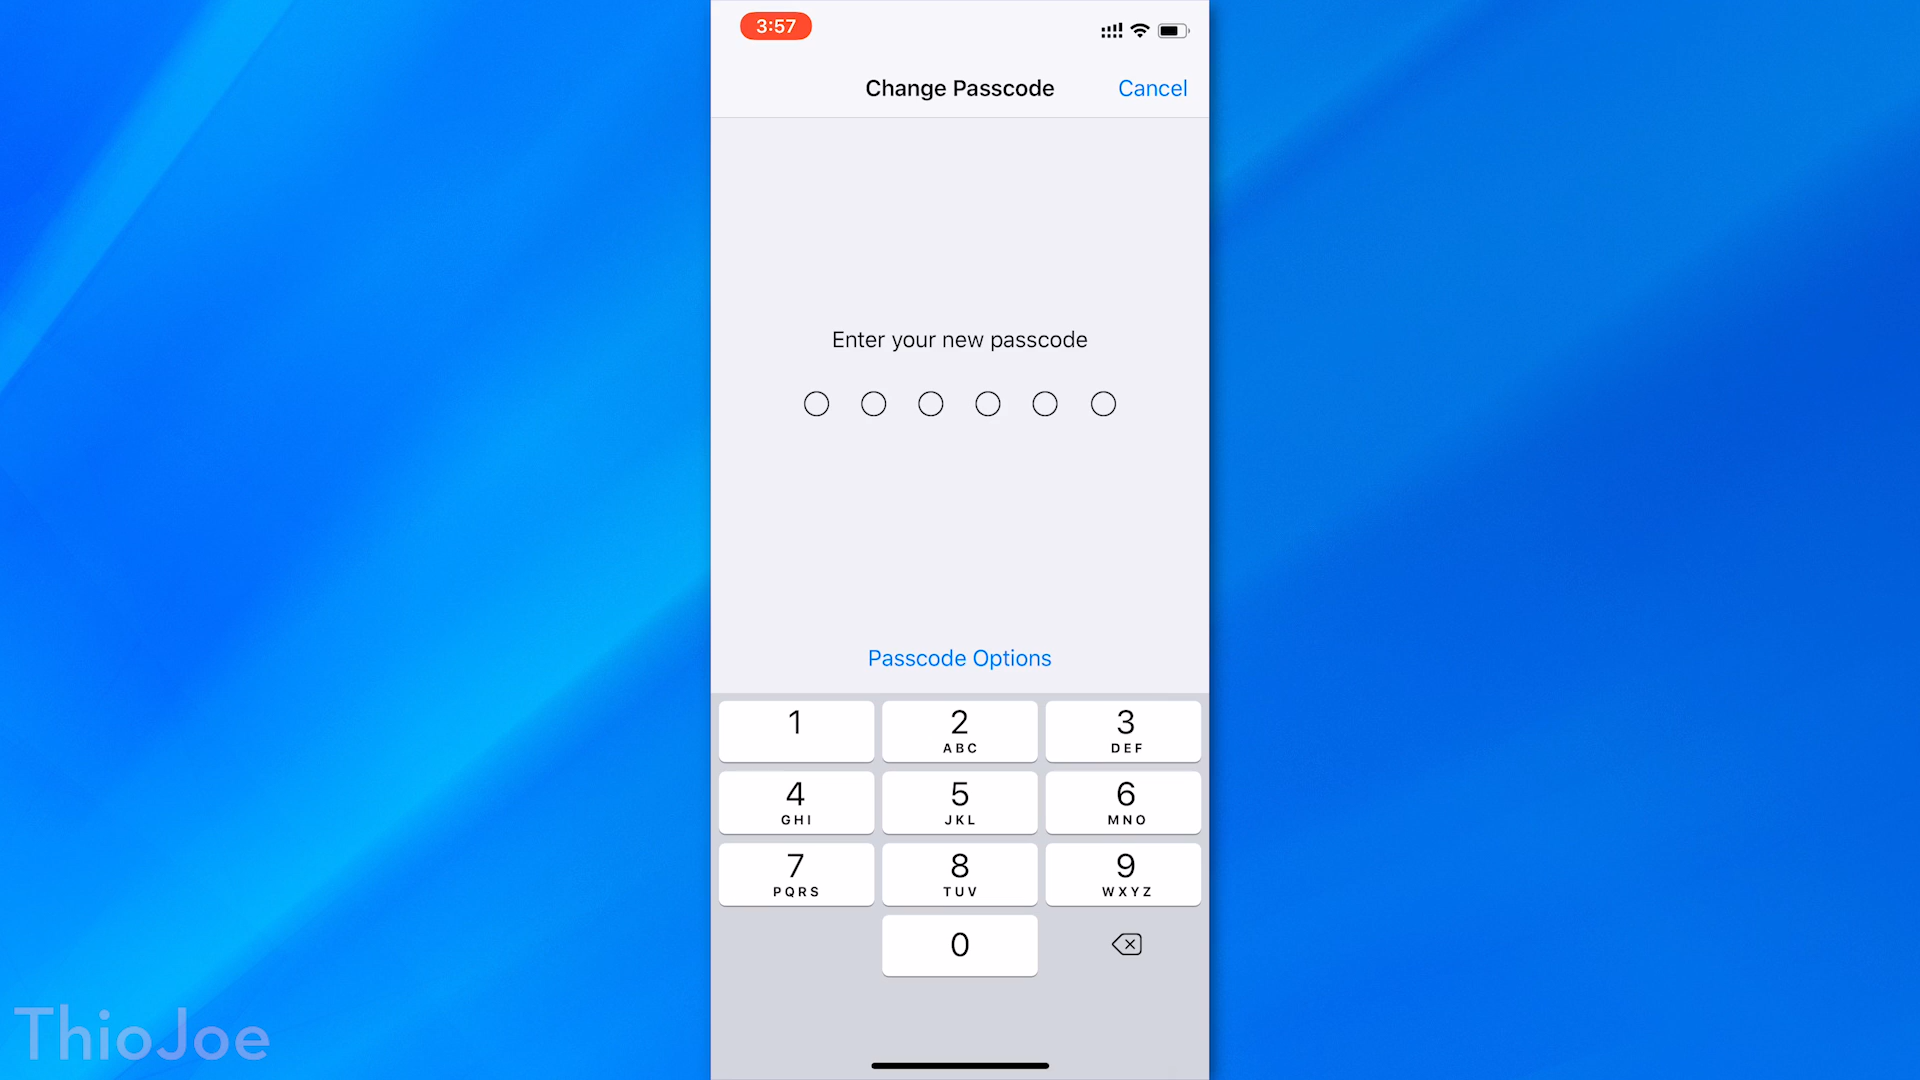 3:57
Change Passcode Cancel
Enter your new passcode
Passcode Options
1 2 3
ABC DEF
4 5 6
GHI JKL MNO
7 8 9
PQRS TUV WXYZ
0
ThioJoe